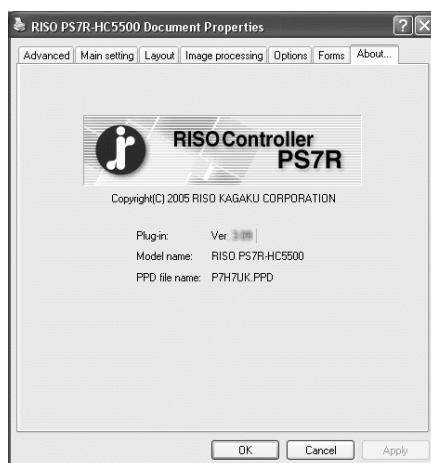 RISO PS7R-HC5500 Document Properties
Advanced Main setting Layout Image processing Options Forms About...
RISO Controller
PS7R
Copyright(C) 2005 RISO KAGAKU CORPORATION
Plug-in: Ver
Model name: RISO PS7R-HC5500
PPD file name: P7H7UK.PPD
OK Cancel Apply